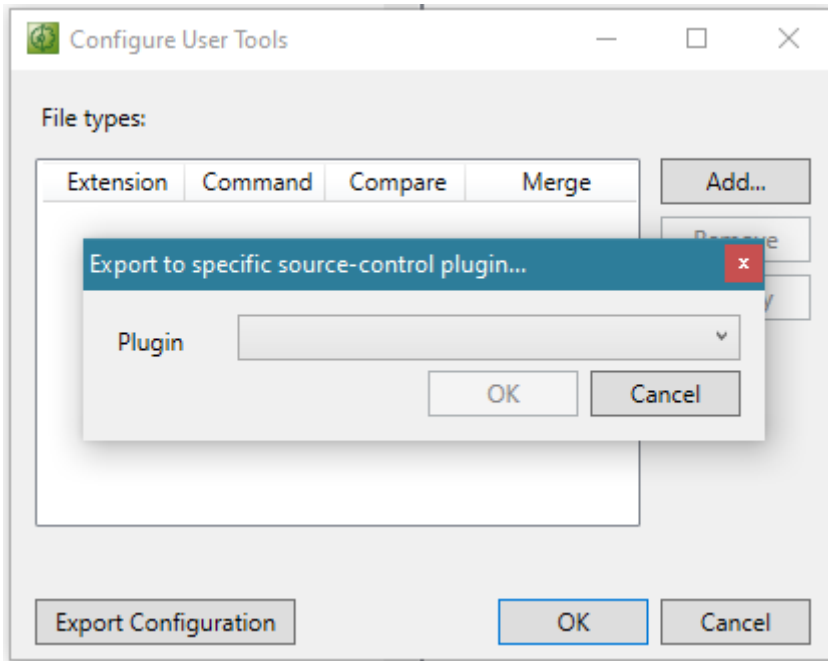 Configure User Tools
File types:
Extension Command Compare Merge
Add...
Export to specific source-control plugin...
x
Plugin
OK Cancel
Export Configuration OK Cancel